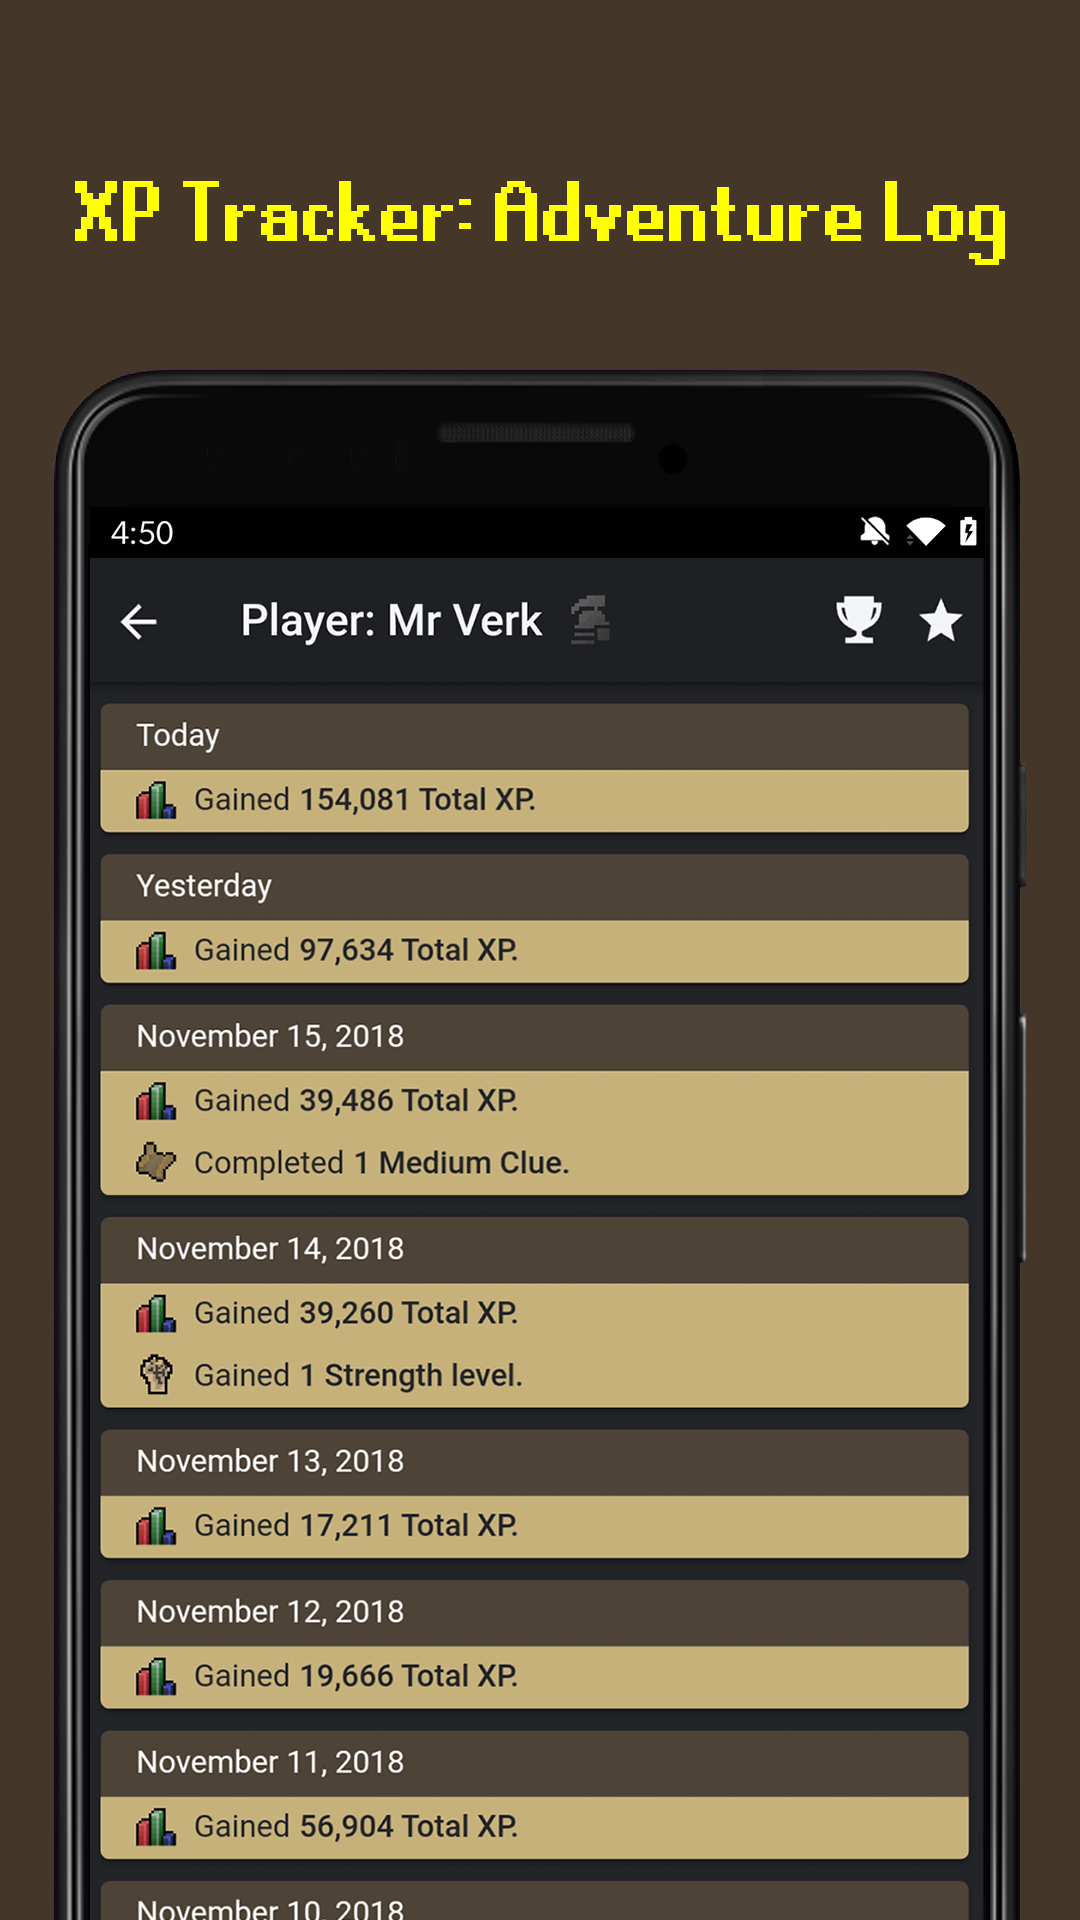 XP Tracker: Adventure Log
4:50
Player: Mr Verk
Today
Gained 154,081 Total XP.
Yesterday
Gained 97,634 Total XP.
November 15, 2018
Gained 39,486 Total XP.
Completed 1 Medium Clue.
November 14, 2018
Gained 39,260 Total XP.
Gained 1 Strength level.
November 13, 2018
Gained 17,211 Total XP.
November 12, 2018
Gained 19,666 Total XP.
November 11, 2018
Gained 56,904 Total XP.
November 10, 2018